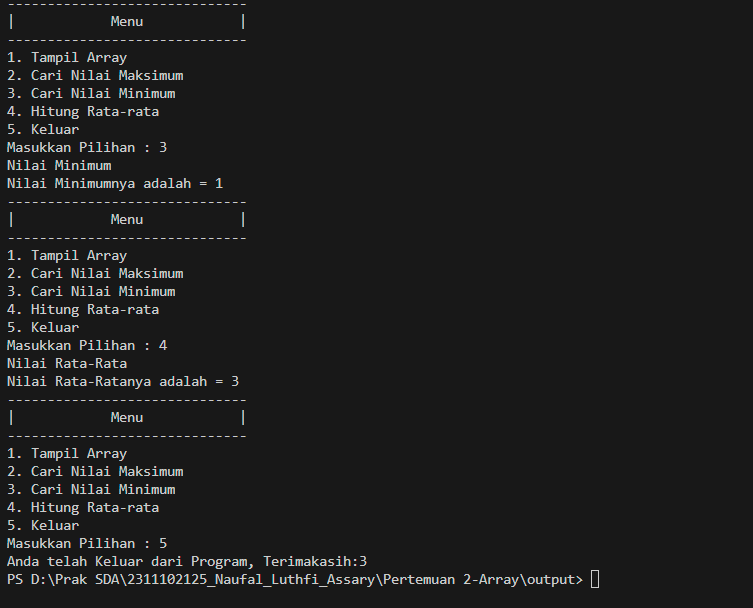 ------------------------------
|            Menu            |
------------------------------
1. Tampil Array
2. Cari Nilai Maksimum
3. Cari Nilai Minimum
4. Hitung Rata-rata
5. Keluar
Masukkan Pilihan : 3
Nilai Minimum
Nilai Minimumnya adalah = 1
------------------------------
|            Menu            |
------------------------------
1. Tampil Array
2. Cari Nilai Maksimum
3. Cari Nilai Minimum
4. Hitung Rata-rata
5. Keluar
Masukkan Pilihan : 4
Nilai Rata-Rata
Nilai Rata-Ratanya adalah = 3
------------------------------
|            Menu            |
------------------------------
1. Tampil Array
2. Cari Nilai Maksimum
3. Cari Nilai Minimum
4. Hitung Rata-rata
5. Keluar
Masukkan Pilihan : 5
Anda telah Keluar dari Program, Terimakasih:3
PS D:\Prak SDA\2311102125_Naufal_Luthfi_Assary\Pertemuan 2-Array\output>